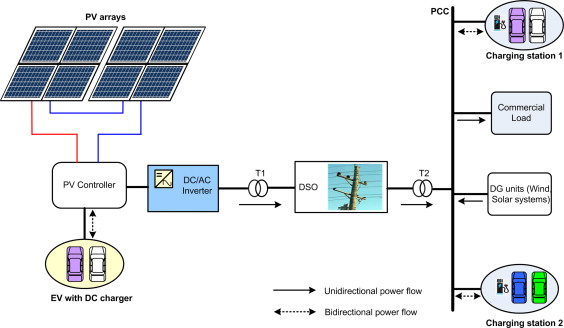 PV arrays
PCC
Charging station 1
Commercial
Load
T1
T2
DC/AC
Inverter
DSO
PV Controller
DG units (Wind,
Solar systems)
EV with DC charger
Unidirectional power flow
Bidirectional power flow
Charging station 2